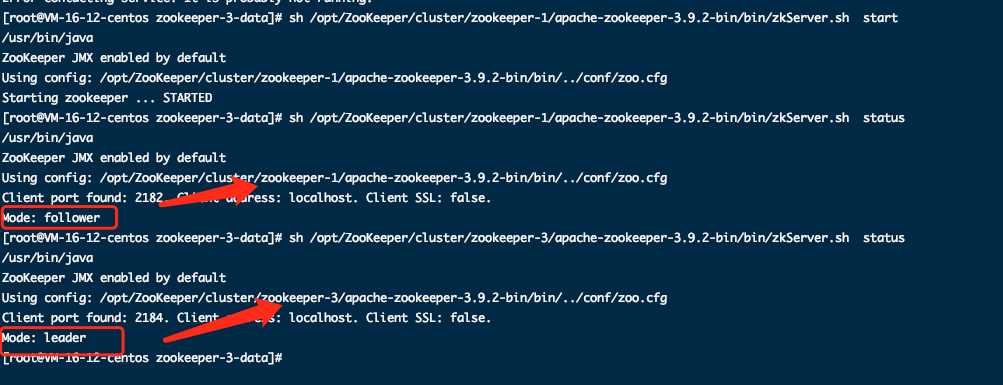 Error contacting service. It is probably not running.
[root@VM-16-12-centos zookeeper-3-data]# sh /opt/ZooKeeper/cluster/zookeeper-1/apache-zookeeper-3.9.2-bin/bin/zkServer.sh  start
/usr/bin/java
ZooKeeper JMX enabled by default
Using config: /opt/ZooKeeper/cluster/zookeeper-1/apache-zookeeper-3.9.2-bin/bin/../conf/zoo.cfg
Starting zookeeper ... STARTED
[root@VM-16-12-centos zookeeper-3-data]# sh /opt/ZooKeeper/cluster/zookeeper-1/apache-zookeeper-3.9.2-bin/bin/zkServer.sh  status
/usr/bin/java
ZooKeeper JMX enabled by default
Using config: /opt/ZooKeeper/cluster/zookeeper-1/apache-zookeeper-3.9.2-bin/bin/../conf/zoo.cfg
Client port found: 2182. Client address: localhost. Client SSL: false.
Mode: follower
[root@VM-16-12-centos zookeeper-3-data]# sh /opt/ZooKeeper/cluster/zookeeper-3/apache-zookeeper-3.9.2-bin/bin/zkServer.sh  status
/usr/bin/java
ZooKeeper JMX enabled by default
Using config: /opt/ZooKeeper/cluster/zookeeper-3/apache-zookeeper-3.9.2-bin/bin/../conf/zoo.cfg
Client port found: 2184. Client address: localhost. Client SSL: false.
Mode: leader
[root@VM-16-12-centos zookeeper-3-data]#